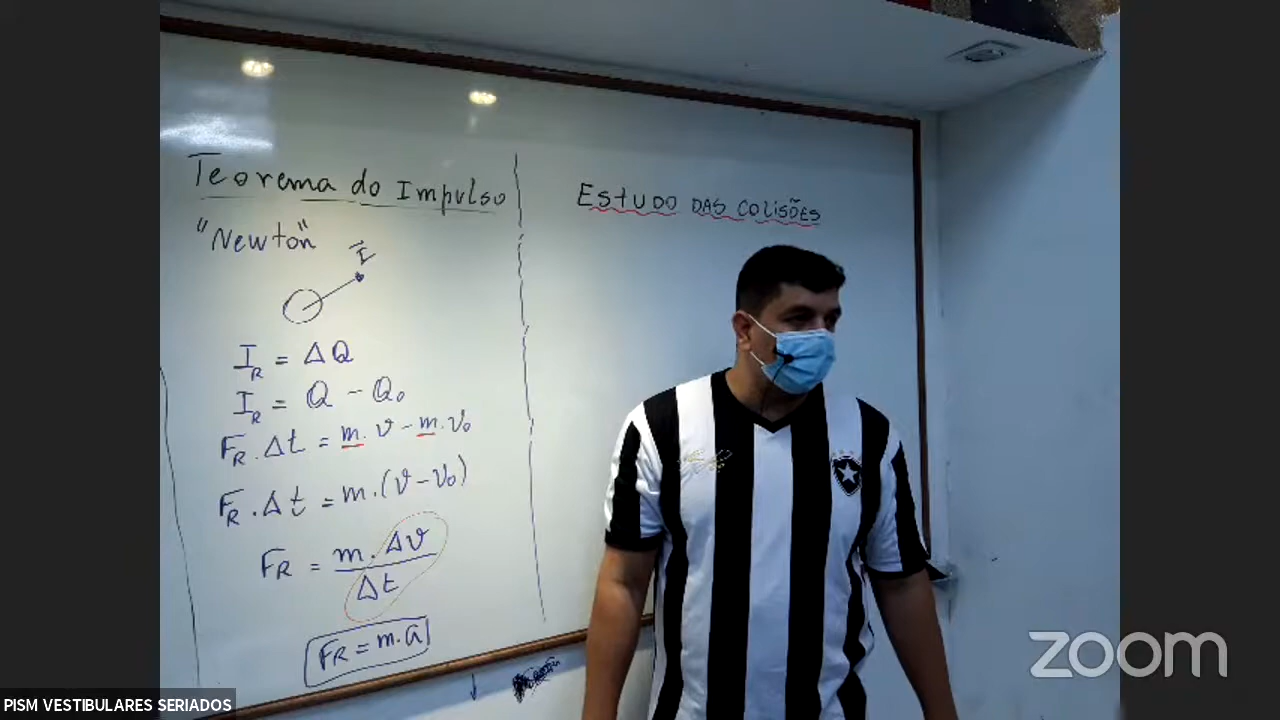 Teorema do Impulso
"Newton"
I
I_R = ΔQ
I_R = Q - Q₀
F_R . Δt = m . v - m . v₀
F_R . Δt = m . (v - v₀)
F_R = m . Δv
Δt
F_R = m . a
ESTUDO DAS COLISÕES
zoom
PISM VESTIBULARES SERIADOS